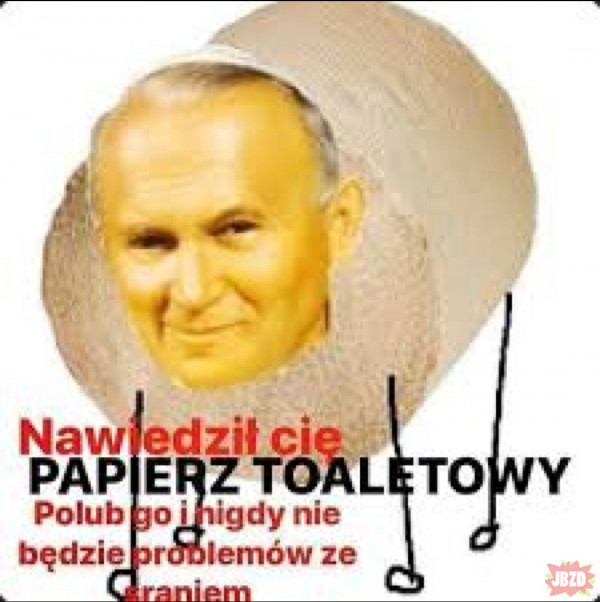 Nawiedził cię
PAPIERZ TOALETOWY
Polub go i nigdy nie
będzie problemów ze
sraniem
JBZD